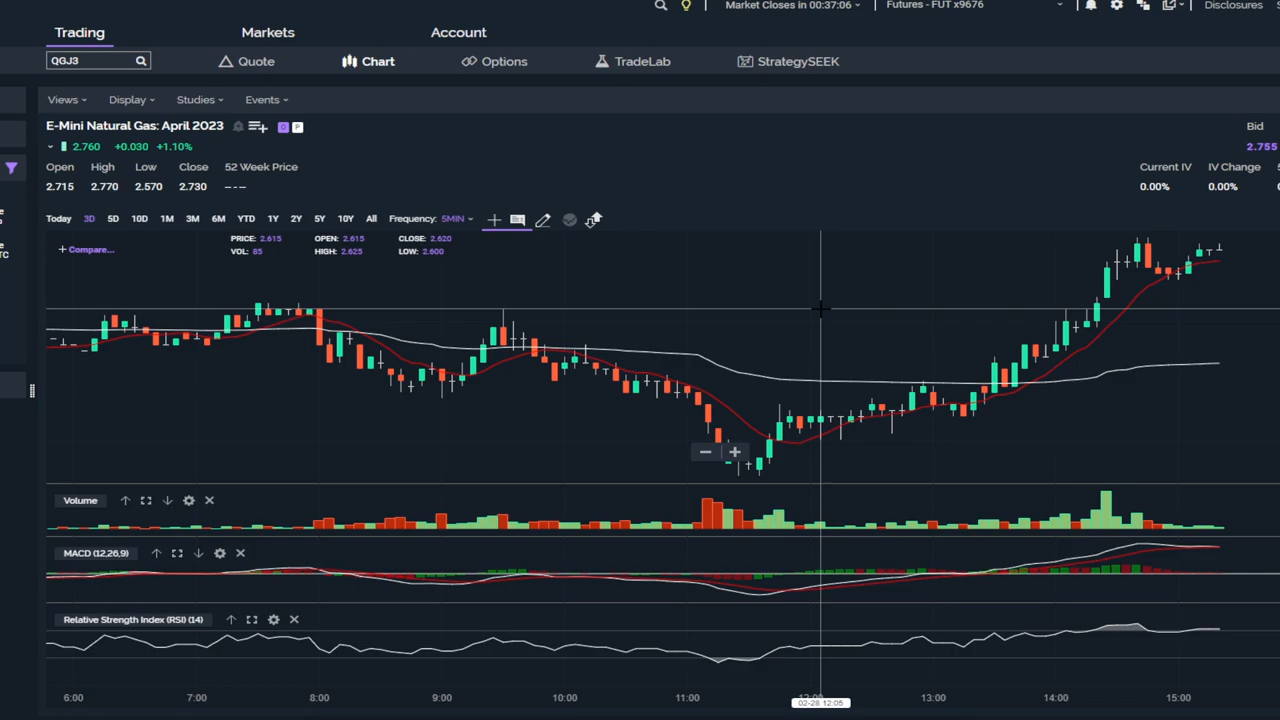 Market Closes in 00:37:06
Futures - FUT x9676
Disclosures
Trading
Markets
Account
QGJ3
Quote
Chart
Options
TradeLab
StrategySEEK
Views
Display
Studies
Events
E-Mini Natural Gas: April 2023
P
Bid
2.760 +0.030 +1.10%
2.755
Open High Low Close 52 Week Price
Current IV IV Change
2.715 2.770 2.570 2.730 ---
0.00% 0.00%
Today 3D 5D 10D 1M 3M 6M YTD 1Y 2Y 5Y 10Y All Frequency: 5MIN
PRICE: 2.615 OPEN: 2.615 CLOSE: 2.620
+ Compare...
VOL: 85 HIGH: 2.625 LOW: 2.600
Volume
MACD (12,26,9)
Relative Strength Index (RSI) (14)
6:00 7:00 8:00 9:00 10:00 11:00 12:00 13:00 14:00 15:00
02-28 12:05